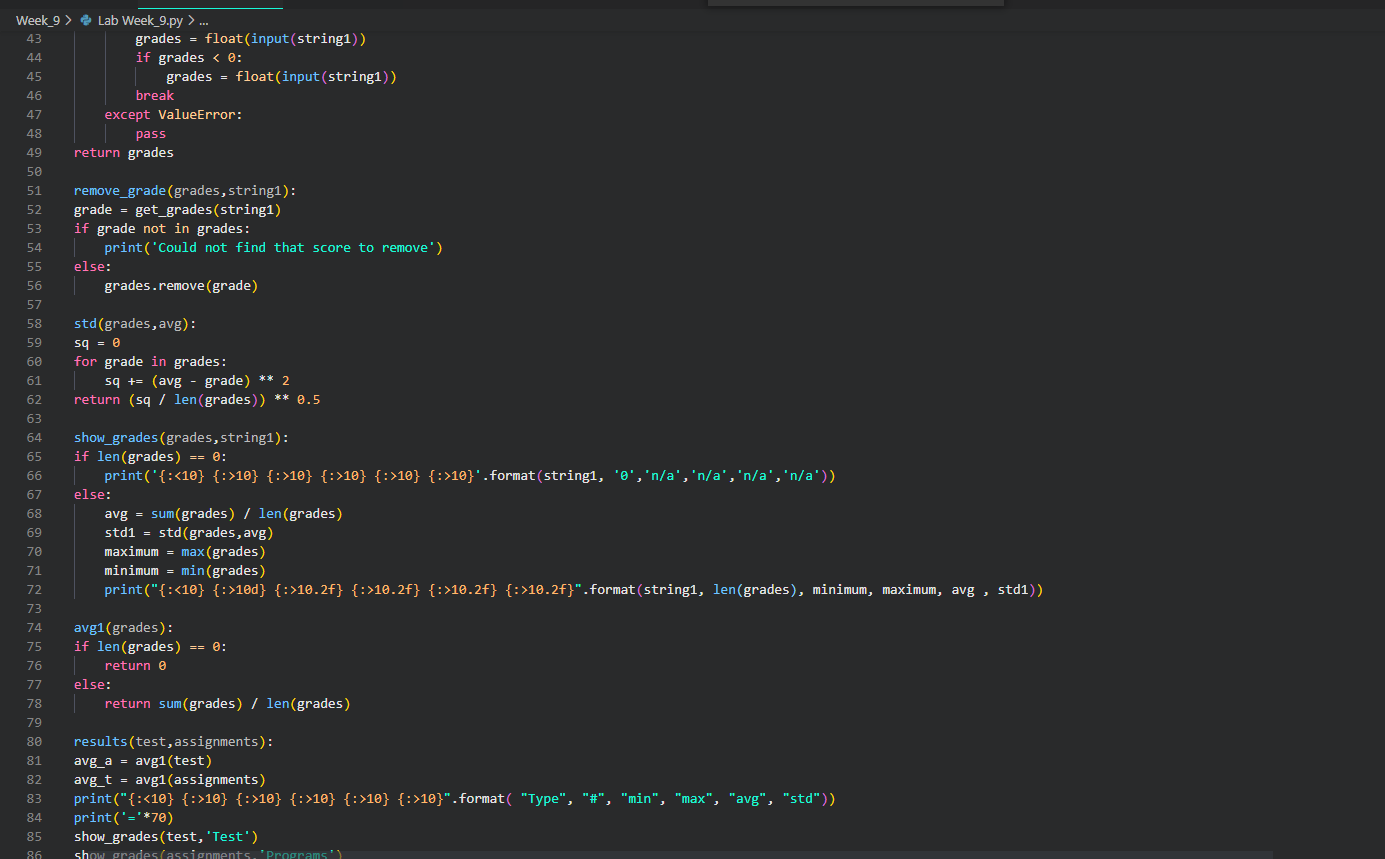 Week_9 > Lab Week_9.py > ...
43 grades = float(input(string1))
44 if grades < 0:
45 grades = float(input(string1))
46 break
47 except ValueError:
48 pass
49 return grades
50
51 remove_grade(grades,string1):
52 grade = get_grades(string1)
53 if grade not in grades:
54 print('Could not find that score to remove')
55 else:
56 grades.remove(grade)
57
58 std(grades,avg):
59 sq = 0
60 for grade in grades:
61 sq += (avg - grade) ** 2
62 return (sq / len(grades)) ** 0.5
63
64 show_grades(grades,string1):
65 if len(grades) == 0:
66 print('{:<10} {:>10} {:>10} {:>10} {:>10} {:>10}'.format(string1, '0','n/a','n/a','n/a','n/a'))
67 else:
68 avg = sum(grades) / len(grades)
69 std1 = std(grades,avg)
70 maximum = max(grades)
71 minimum = min(grades)
72 print("{:<10} {:>10d} {:>10.2f} {:>10.2f} {:>10.2f} {:>10.2f}".format(string1, len(grades), minimum, maximum, avg , std1))
73
74 avg1(grades):
75 if len(grades) == 0:
76 return 0
77 else:
78 return sum(grades) / len(grades)
79
80 results(test,assignments):
81 avg_a = avg1(test)
82 avg_t = avg1(assignments)
83 print("{:<10} {:>10} {:>10} {:>10} {:>10} {:>10}".format( "Type", "#", "min", "max", "avg", "std"))
84 print('='*70)
85 show_grades(test,'Test')
86 show_grades(assignments,'Programs')